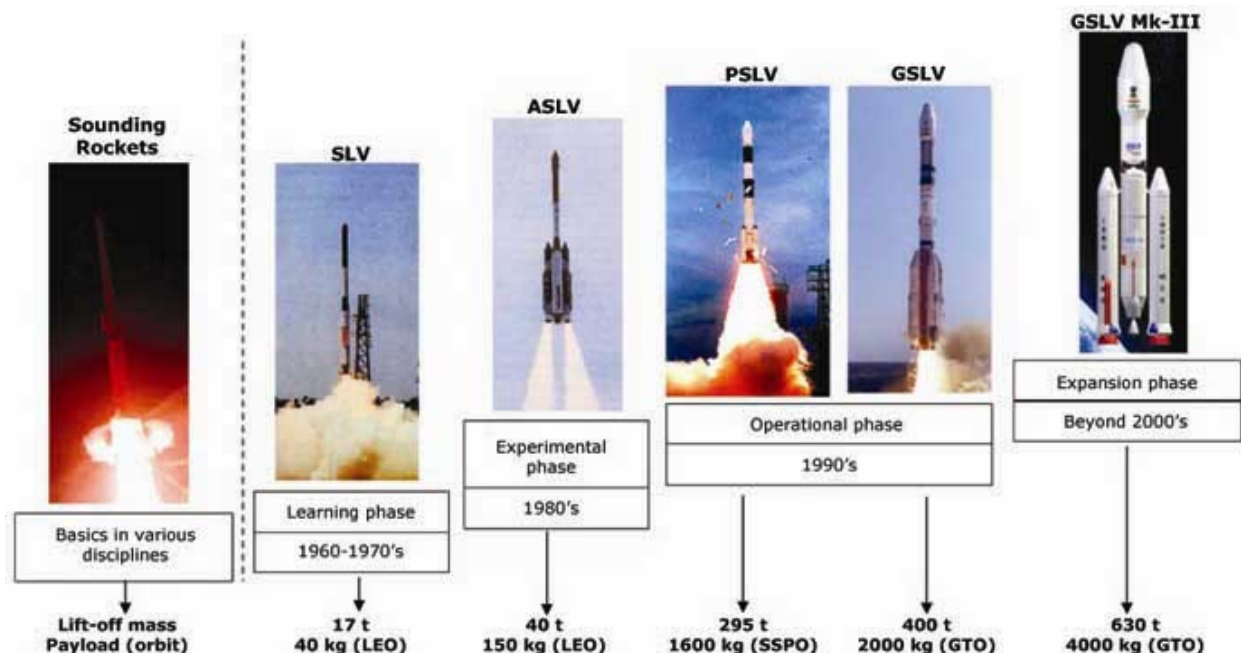 Sounding
Rockets
Basics in various
disciplines
Lift-off mass
Payload (orbit)
SLV
Learning phase
1960-1970's
17 t
40 kg (LEO)
ASLV
Experimental
phase
1980's
40 t
150 kg (LEO)
PSLV
GSLV
Operational phase
1990's
295 t
1600 kg (SSPO)
400 t
2000 kg (GTO)
GSLV Mk-III
Expansion phase
Beyond 2000's
630 t
4000 kg (GTO)